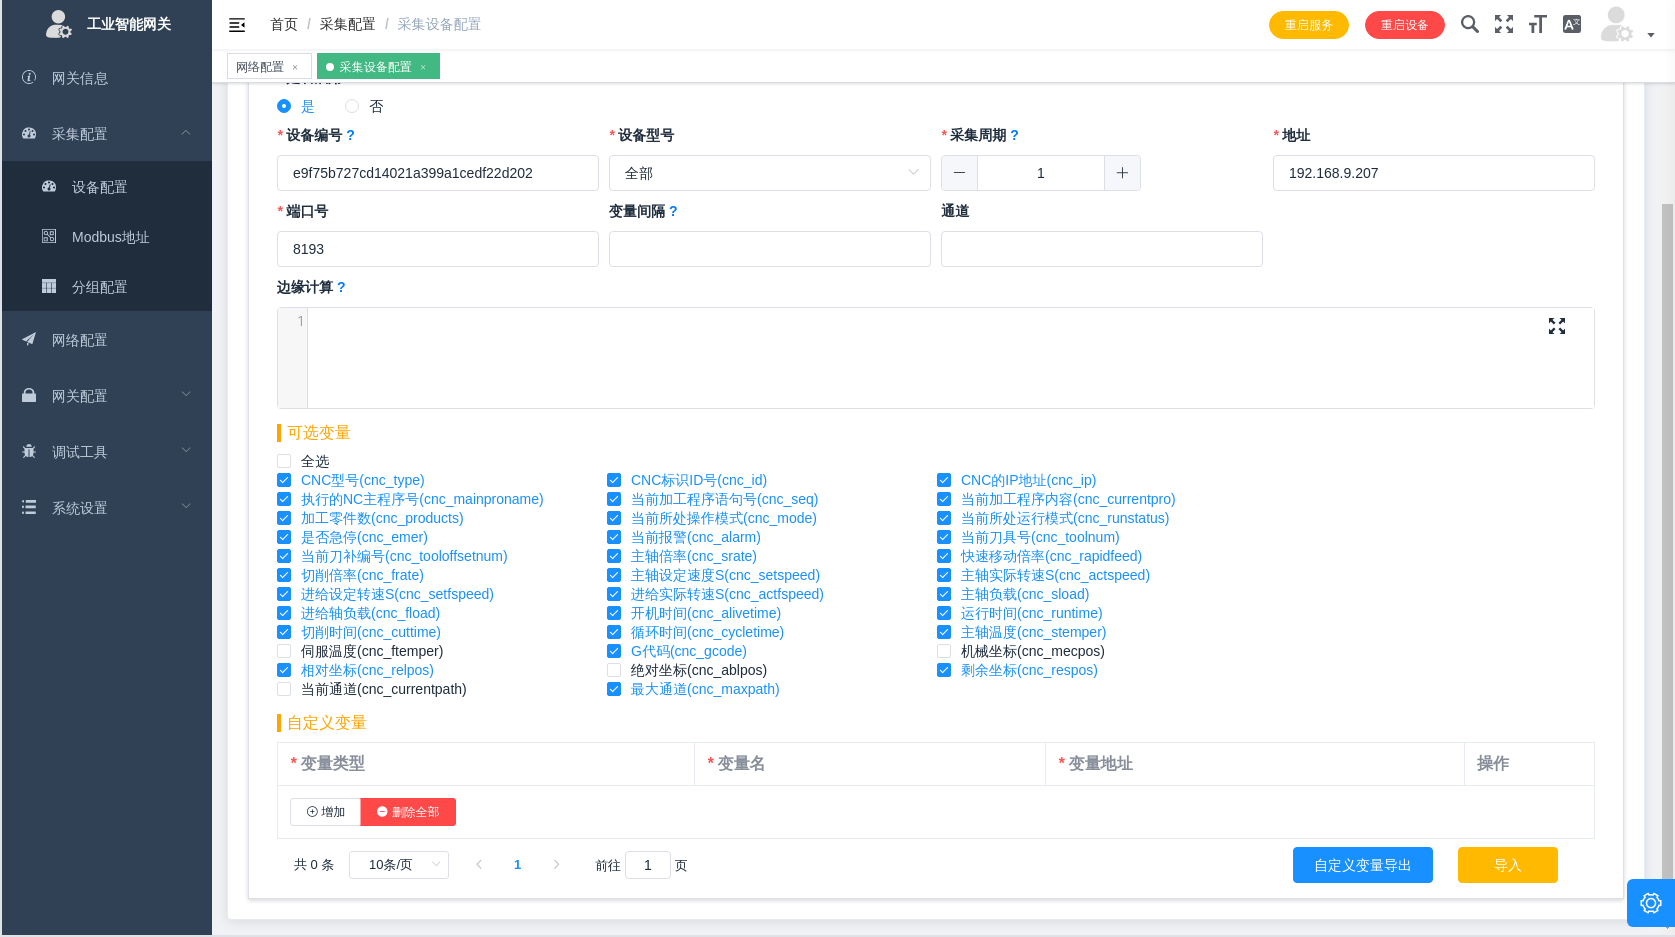 工业智能网关
首页 / 采集配置 / 采集设备配置
重启服务
重启设备
网络配置 ×
采集设备配置 ×
网关信息
采集配置
设备配置
Modbus地址
分组配置
网络配置
网关配置
调试工具
系统设置
是
否
* 设备编号 ?
* 设备型号
* 采集周期 ?
* 地址
e9f75b727cd14021a399a1cedf22d202
全部
1
192.168.9.207
* 端口号
变量间隔 ?
通道
8193
边缘计算 ?
1
可选变量
全选
CNC型号(cnc_type)
CNC标识ID号(cnc_id)
CNC的IP地址(cnc_ip)
执行的NC主程序号(cnc_mainproname)
当前加工程序语句号(cnc_seq)
当前加工程序内容(cnc_currentpro)
加工零件数(cnc_products)
当前所处操作模式(cnc_mode)
当前所处运行模式(cnc_runstatus)
是否急停(cnc_emer)
当前报警(cnc_alarm)
当前刀具号(cnc_toolnum)
当前刀补编号(cnc_tooloffsetnum)
主轴倍率(cnc_srate)
快速移动倍率(cnc_rapidfeed)
切削倍率(cnc_frate)
主轴设定速度S(cnc_setspeed)
主轴实际转速S(cnc_actspeed)
进给设定转速S(cnc_setfspeed)
进给实际转速S(cnc_actfspeed)
主轴负载(cnc_sload)
进给轴负载(cnc_fload)
开机时间(cnc_alivetime)
运行时间(cnc_runtime)
切削时间(cnc_cuttime)
循环时间(cnc_cycletime)
主轴温度(cnc_stemper)
伺服温度(cnc_ftemper)
G代码(cnc_gcode)
机械坐标(cnc_mecpos)
相对坐标(cnc_relpos)
绝对坐标(cnc_ablpos)
剩余坐标(cnc_respos)
当前通道(cnc_currentpath)
最大通道(cnc_maxpath)
自定义变量
* 变量类型
* 变量名
* 变量地址
操作
增加
删除全部
共 0 条
10条/页
1
前往 1 页
自定义变量导出
导入